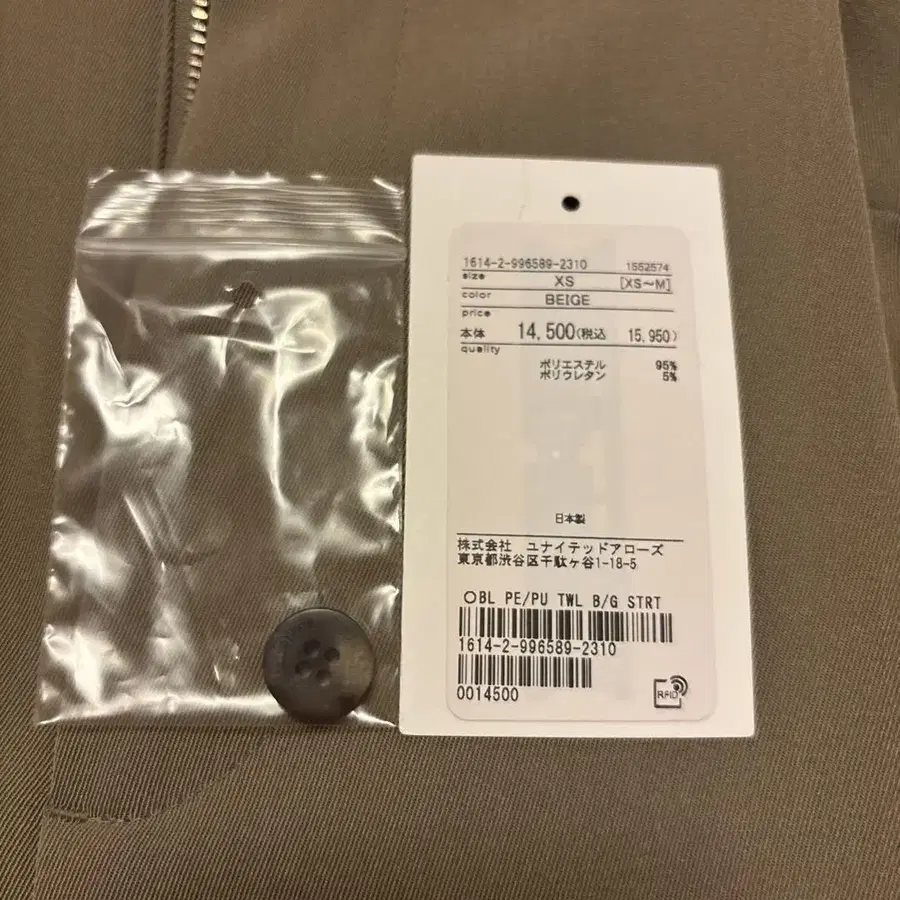 1614-2-996589-2310 1552574
size XS [XS～M]
color BEIGE
price
本体 14,500(税込 15,950)
quality
ポリエステル 95%
ポリウレタン 5%
日本製
株式会社 ユナイテッドアローズ
東京都渋谷区千駄ヶ谷1-18-5
OBL PE/PU TWL B/G STRT
1614-2-996589-2310
0014500
RFID